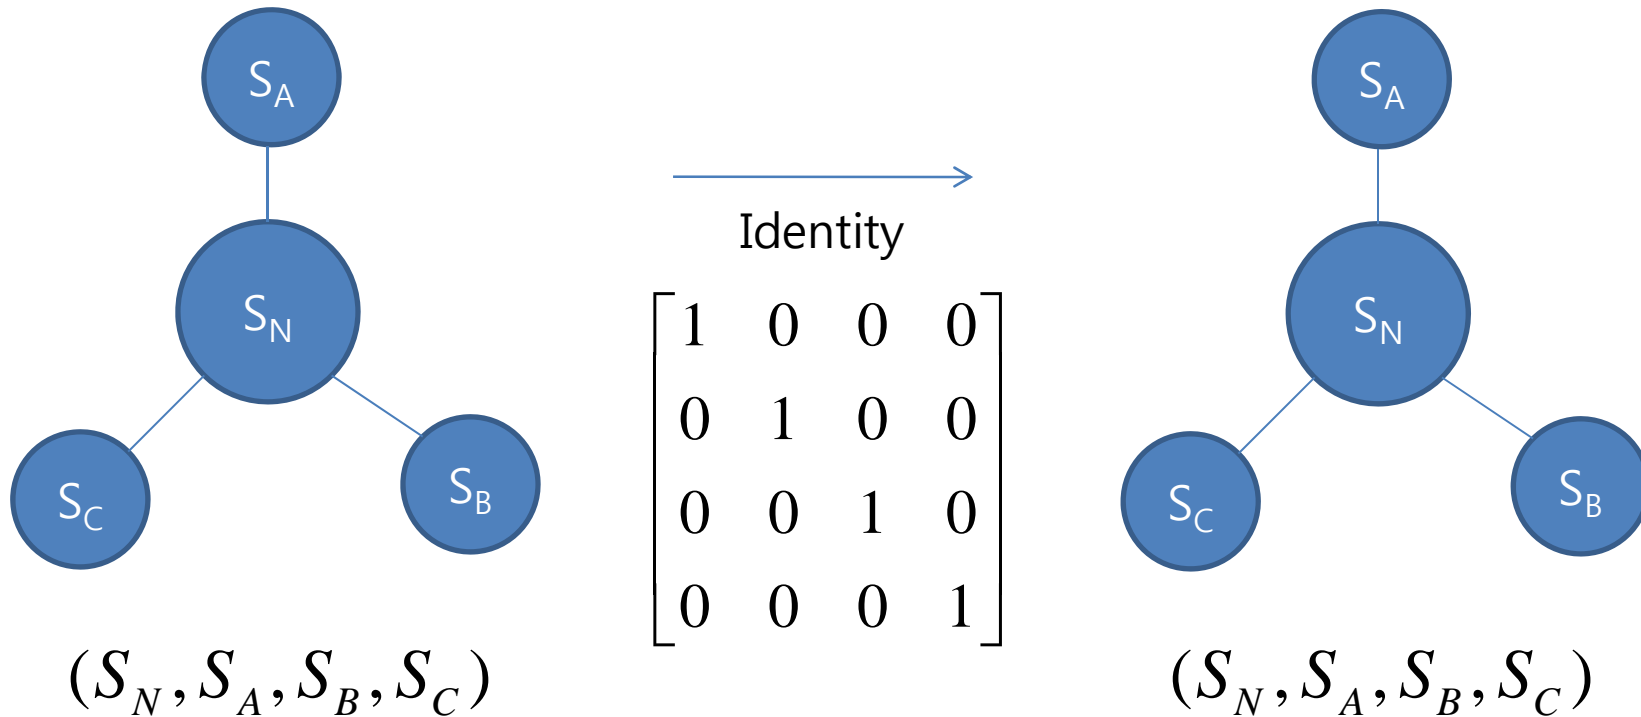 S_A
S_N
S_C
S_B
(S_N, S_A, S_B, S_C)
Identity
1 0 0 0
0 1 0 0
0 0 1 0
0 0 0 1
S_A
S_N
S_C
S_B
(S_N, S_A, S_B, S_C)